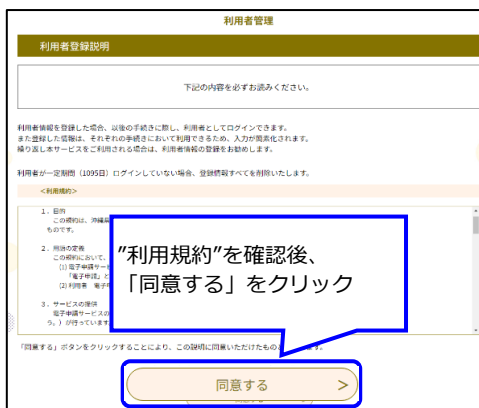 利用者管理
利用者登録説明
下記の内容を必ずお読みください。
利用者情報を登録した場合、以後の手続きに際し、利用者としてログインできます。
また登録した情報は、それぞれの手続きにおいて利用できるため、入力が簡素化されます。
繰り返し本サービスをご利用される場合は、利用者情報の登録をお勧めします。
利用者が一定期間（1095日）ログインしていない場合、登録情報すべてを削除いたします。
＜利用規約＞
1．目的
この規約は、沖縄
ものです。
2．用語の定義
この規約において、
(1) 電子申請サー
「電子申請」と
(2) 利用者　電子
3．サービスの提供
電子申請サービスの
う。）が行っています
”利用規約”を確認後、
「同意する」をクリック
「同意する」ボタンをクリックすることにより、この説明に同意いただけたものと
ます。
同意する >